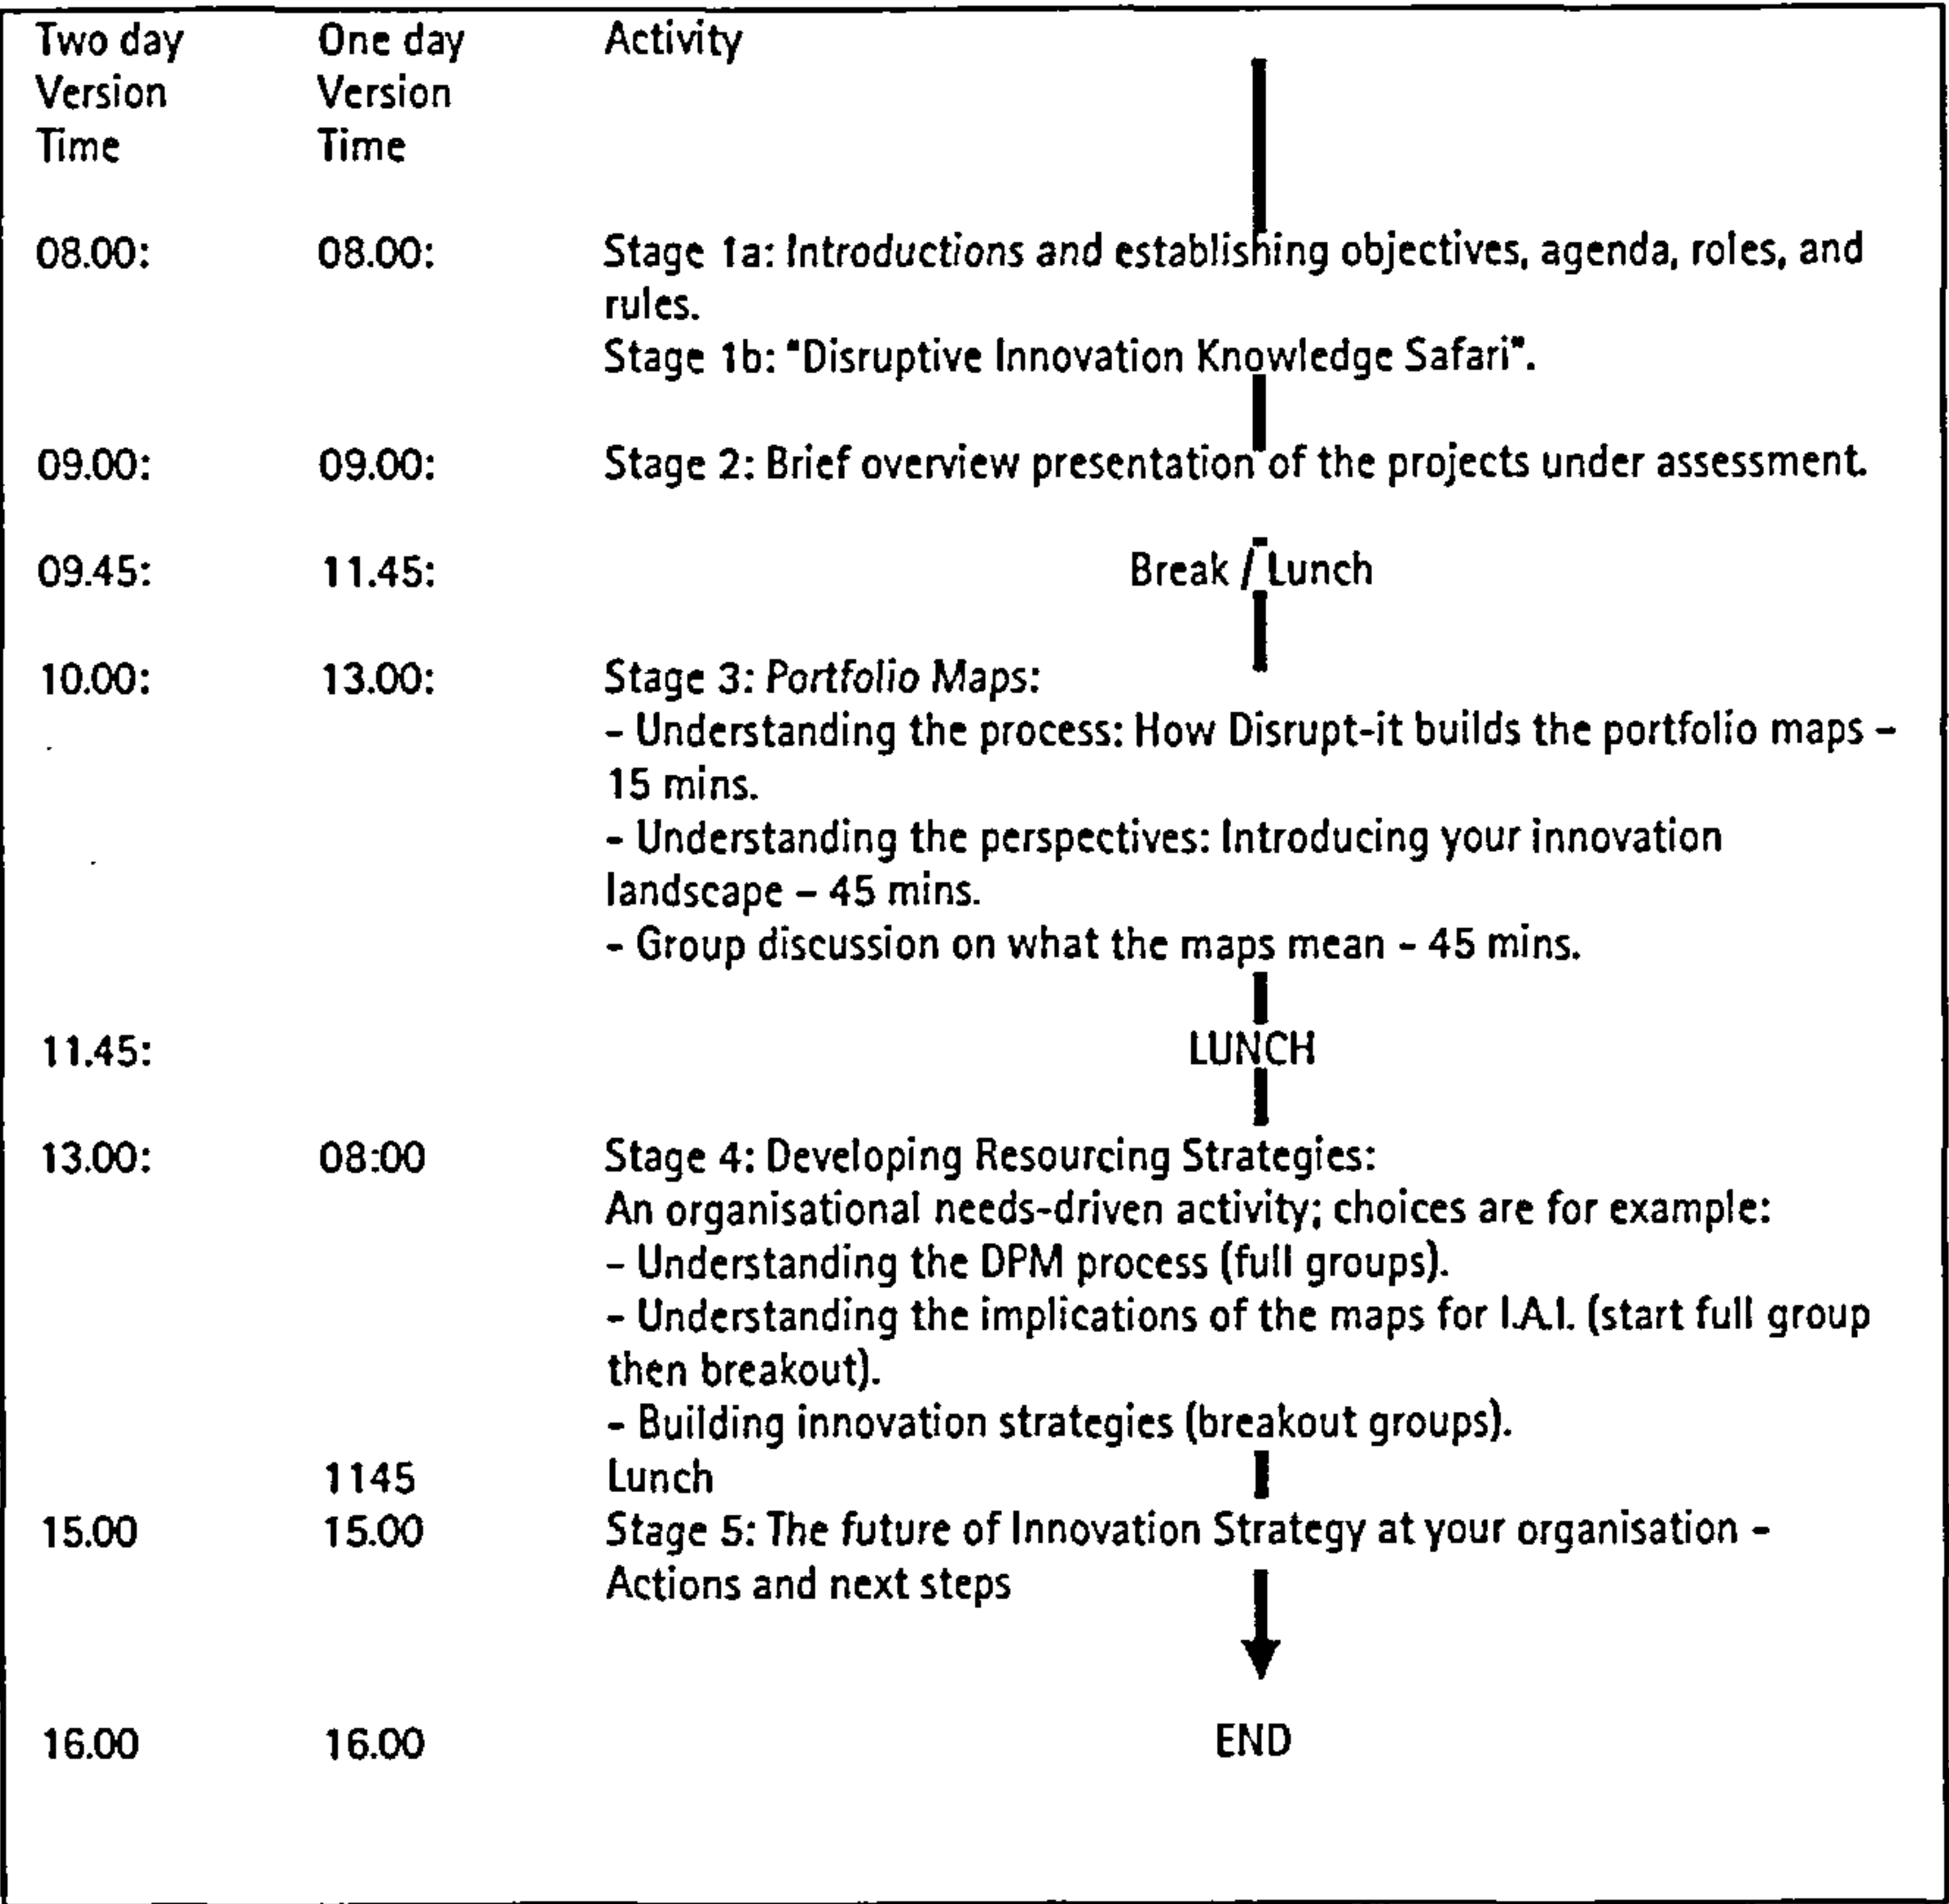 Two day One day Activity
Version Version
Time Time
08.00: 08.00: Stage 1a: Introductions and establishing objectives, agenda, roles, and
rules.
Stage 1b: "Disruptive Innovation Knowledge Safari".
09.00: 09.00: Stage 2: Brief overview presentation of the projects under assessment.
09.45: 11.45: Break / Lunch
10.00: 13.00: Stage 3: Portfolio Maps:
– Understanding the process: How Disrupt-it builds the portfolio maps –
15 mins.
– Understanding the perspectives: Introducing your innovation
landscape – 45 mins.
– Group discussion on what the maps mean – 45 mins.
11.45: LUNCH
13.00: 08:00 Stage 4: Developing Resourcing Strategies:
An organisational needs-driven activity; choices are for example:
– Understanding the DPM process (full groups).
– Understanding the implications of the maps for I.A.I. (start full group
then breakout).
– Building innovation strategies (breakout groups).
1145 Lunch
15.00 15.00 Stage 5: The future of Innovation Strategy at your organisation –
Actions and next steps
16.00 16.00 END